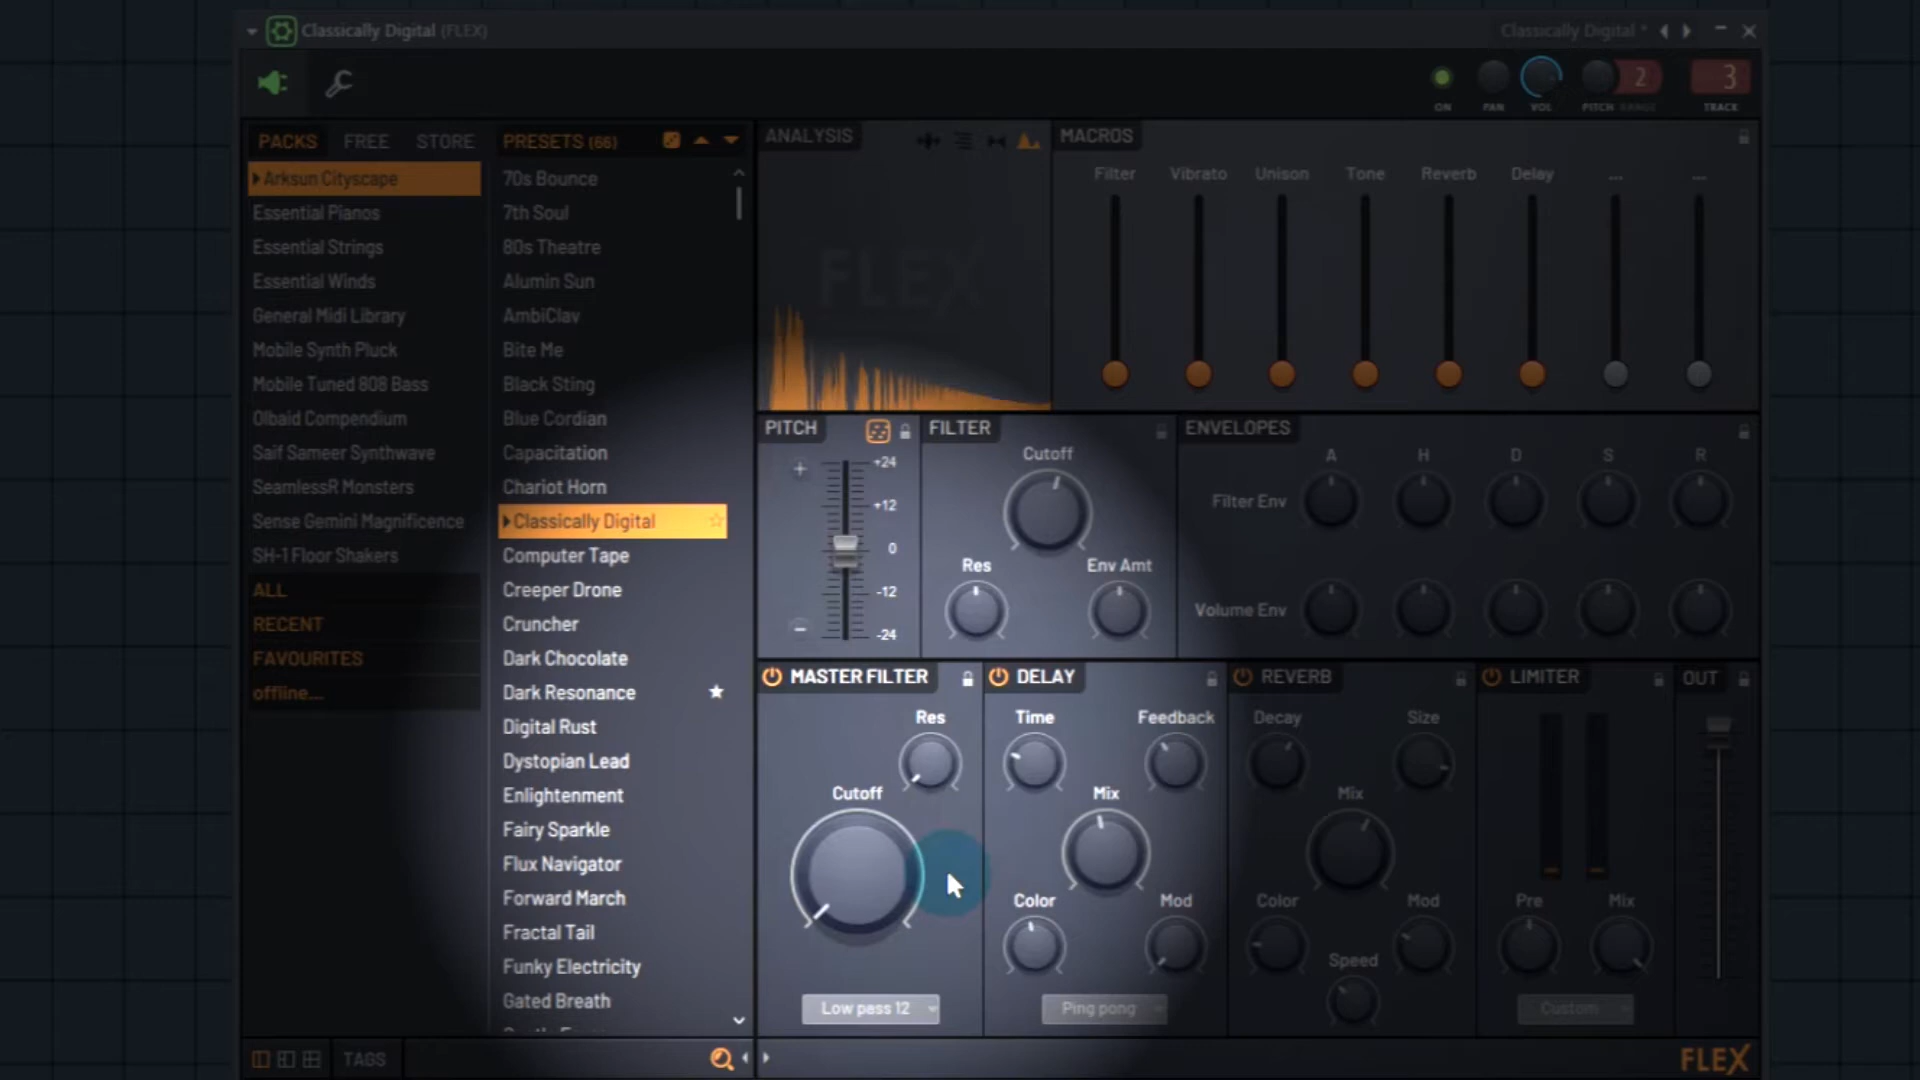 Classically Digital (FLEX)
Classically Digital *
2
3
ON
PAN
VOL
PITCH
RANGE
TRACK
PACKS
FREE
STORE
Arksun Cityscape
Essential Pianos
Essential Strings
Essential Winds
General Midi Library
Mobile Synth Pluck
Mobile Tuned 808 Bass
Olbaid Compendium
Saif Sameer Synthwave
SeamlessR Monsters
Sense Gemini Magnificence
SH-1 Floor Shakers
ALL
RECENT
FAVOURITES
offline...
PRESETS (66)
70s Bounce
7th Soul
80s Theatre
Alumin Sun
AmbiClav
Bite Me
Black Sting
Blue Cordian
Capacitation
Chariot Horn
Classically Digital
Computer Tape
Creeper Drone
Cruncher
Dark Chocolate
Dark Resonance
Digital Rust
Dystopian Lead
Enlightenment
Fairy Sparkle
Flux Navigator
Forward March
Fractal Tail
Funky Electricity
Gated Breath
ANALYSIS
FLEX
MACROS
Filter
Vibrato
Unison
Tone
Reverb
Delay
...
...
PITCH
+24
+12
0
-12
-24
FILTER
Cutoff
Res
Env Amt
ENVELOPES
A
H
D
S
R
Filter Env
Volume Env
MASTER FILTER
Res
Cutoff
Low pass 12
DELAY
Time
Feedback
Mix
Color
Mod
Ping pong
REVERB
Decay
Size
Mix
Color
Mod
Speed
LIMITER
Pre
Mix
Custom
OUT
TAGS
FLEX